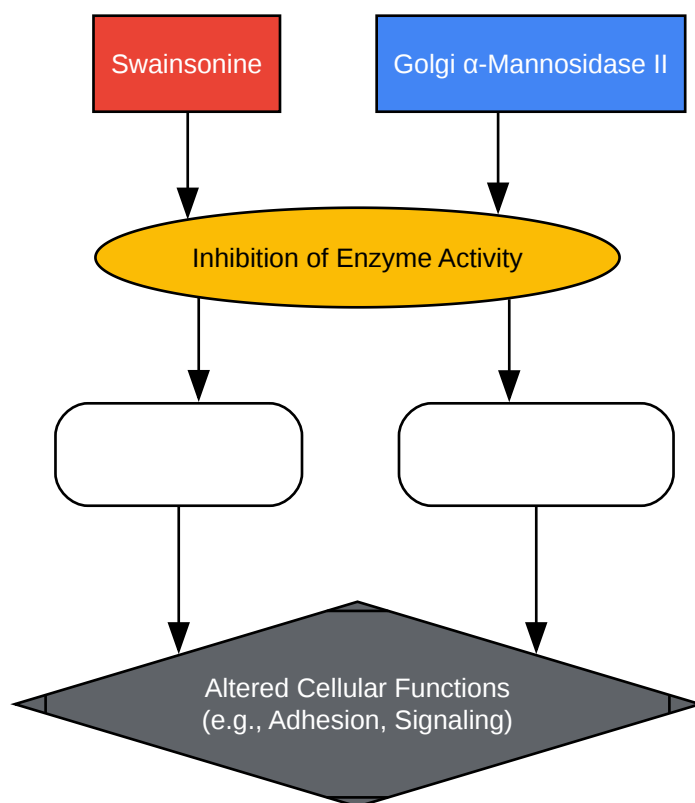 Swainsonine
Golgi α-Mannosidase II
Inhibition of Enzyme Activity
Altered Cellular Functions
(e.g., Adhesion, Signaling)